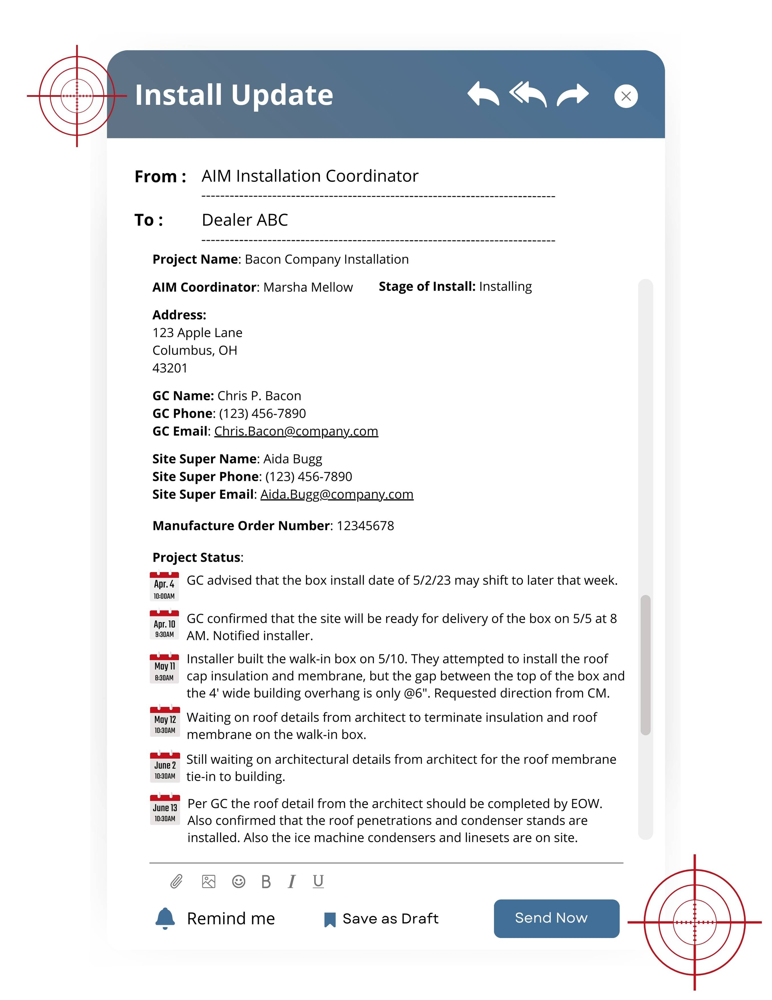 Install Update
From : AIM Installation Coordinator
To : Dealer ABC
Project Name: Bacon Company Installation
AIM Coordinator: Marsha Mellow Stage of Install: Installing
Address:
123 Apple Lane
Columbus, OH
43201
GC Name: Chris P. Bacon
GC Phone: (123) 456-7890
GC Email: Chris.Bacon@company.com
Site Super Name: Aida Bugg
Site Super Phone: (123) 456-7890
Site Super Email: Aida.Bugg@company.com
Manufacture Order Number: 12345678
Project Status:
Apr. 4
10:00AM
GC advised that the box install date of 5/2/23 may shift to later that week.
Apr. 10
9:30AM
GC confirmed that the site will be ready for delivery of the box on 5/5 at 8
AM. Notified installer.
May 11
8:30AM
Installer built the walk-in box on 5/10. They attempted to install the roof
cap insulation and membrane, but the gap between the top of the box and
the 4' wide building overhang is only @6". Requested direction from CM.
May 12
10:30AM
Waiting on roof details from architect to terminate insulation and roof
membrane on the walk-in box.
June 2
10:30AM
Still waiting on architectural details from architect for the roof membrane
tie-in to building.
June 13
10:30AM
Per GC the roof detail from the architect should be completed by EOW.
Also confirmed that the roof penetrations and condenser stands are
installed. Also the ice machine condensers and linesets are on site.
B I U
Remind me Save as Draft Send Now